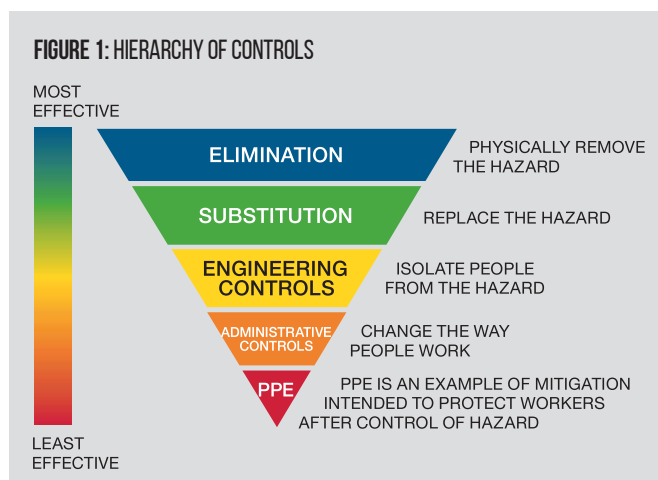 FIGURE 1: HIERARCHY OF CONTROLS
MOST
EFFECTIVE
ELIMINATION
PHYSICALLY REMOVE
THE HAZARD
SUBSTITUTION
REPLACE THE HAZARD
ENGINEERING
CONTROLS
ISOLATE PEOPLE
FROM THE HAZARD
ADMINISTRATIVE
CONTROLS
CHANGE THE WAY
PEOPLE WORK
PPE
PPE IS AN EXAMPLE OF MITIGATION
INTENDED TO PROTECT WORKERS
AFTER CONTROL OF HAZARD
LEAST
EFFECTIVE